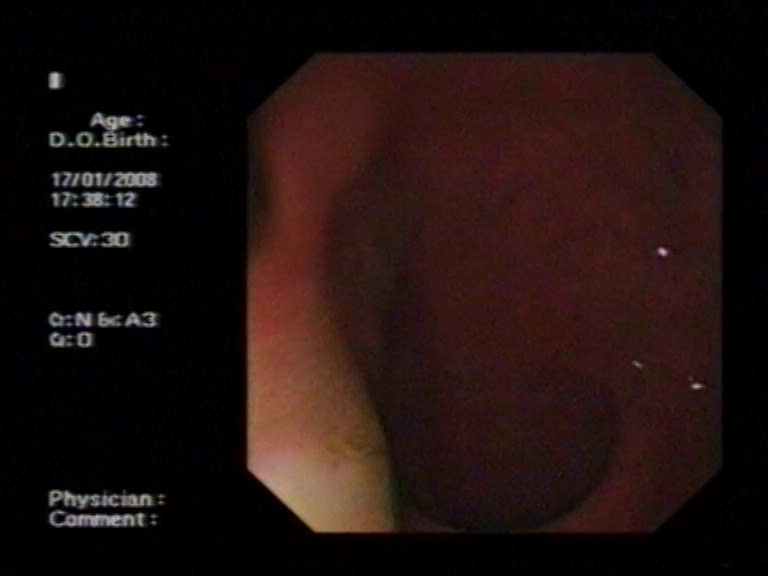 Age:
D.O.Birth:
17/01/2008
17:38:12
SCV:30
Physician:
Comment: